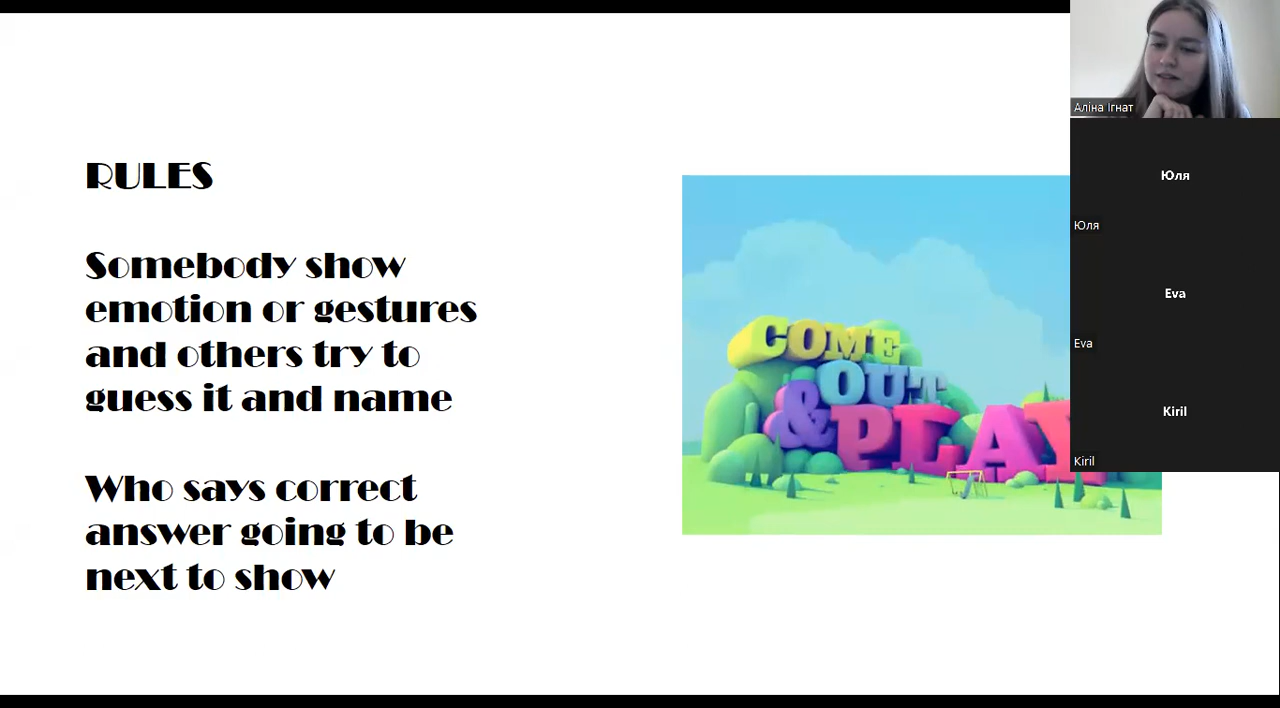 RULES
Somebody show
emotion or gestures
and others try to
guess it and name
Who says correct
answer going to be
next to show
COME
OUT
& PLAY
Аліна Ігнат
Юля
Юля
Eva
Eva
Kiril
Kiril